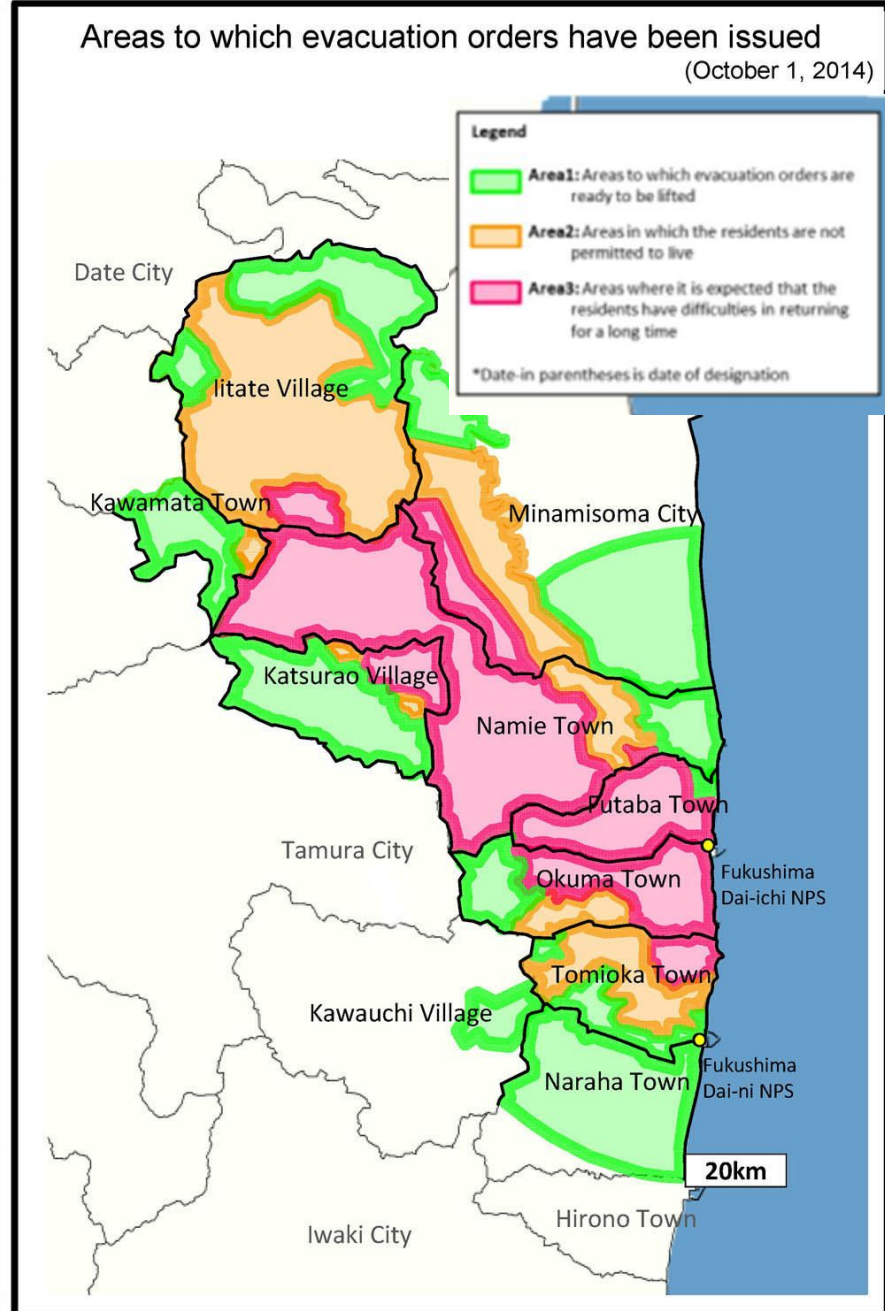 Areas to which evacuation orders have been issued
(October 1, 2014)
Legend
Area1: Areas to which evacuation orders are
ready to be lifted
Area2: Areas in which the residents are not
permitted to live
Area3: Areas where it is expected that the
residents have difficulties in returning
for a long time
*Date-in parentheses is date of designation
Date City
Iitate Village
Kawamata Town
Minamisoma City
Katsurao Village
Namie Town
Futaba Town
Tamura City
Okuma Town
Fukushima
Dai-ichi NPS
Tomioka Town
Kawauchi Village
Fukushima
Dai-ni NPS
Naraha Town
20km
Hirono Town
Iwaki City